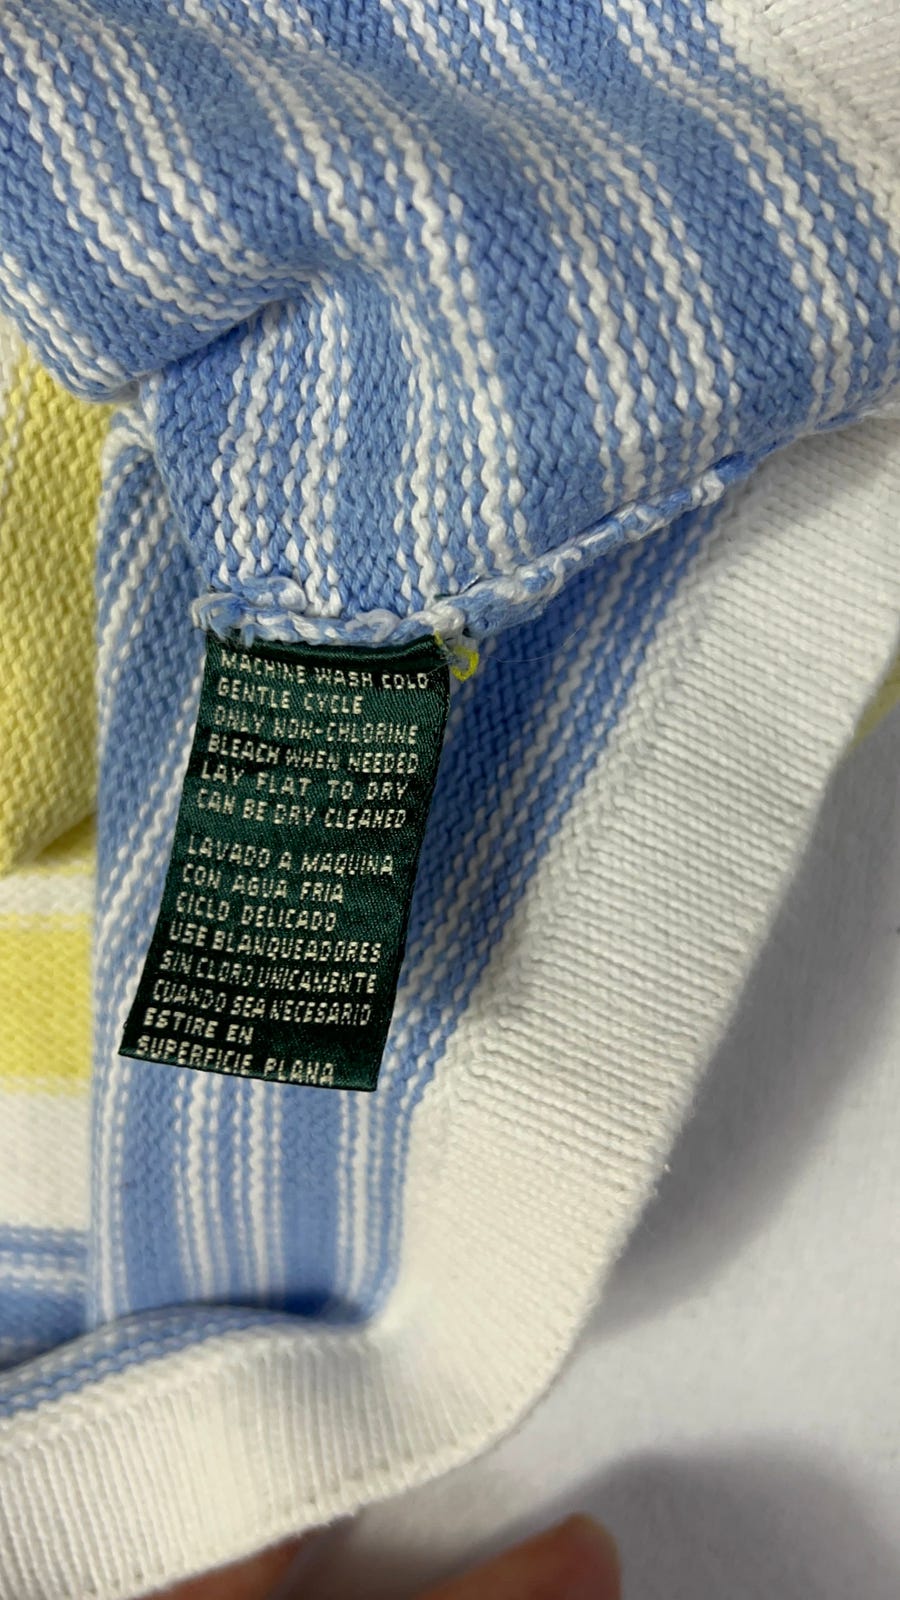 MACHINE WASH COLD
GENTLE CYCLE
ONLY NON-CHLORINE
BLEACH WHEN NEEDED
LAY FLAT TO DRY
CAN BE DRY CLEANED
LAVADO A MAQUINA
CON AGUA FRIA
CICLO DELICADO
USE BLANQUEADORES
SIN CLORO UNICAMENTE
CUANDO SEA NECESARIO
ESTIRE EN
SUPERFICIE PLANA